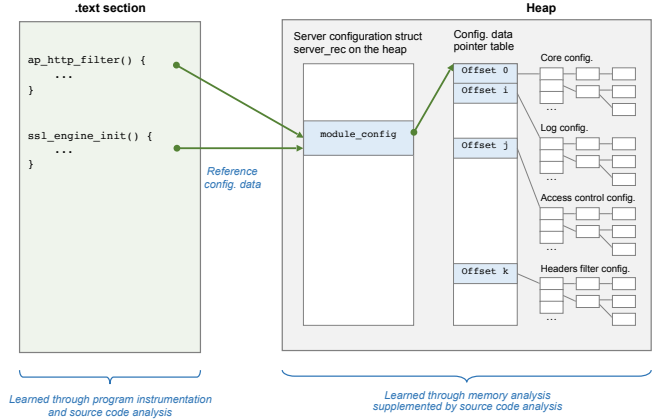 .text section
Heap
ap_http_filter() {
...
}
ssl_engine_init() {
...
}
Reference
config. data
Server configuration struct
server_rec on the heap
module_config
Config. data
pointer table
Offset 0
Offset i
Offset j
Offset k
Core config.
...
Log config.
...
Access control config.
...
Headers filter config.
...
Learned through program instrumentation
and source code analysis
Learned through memory analysis
supplemented by source code analysis